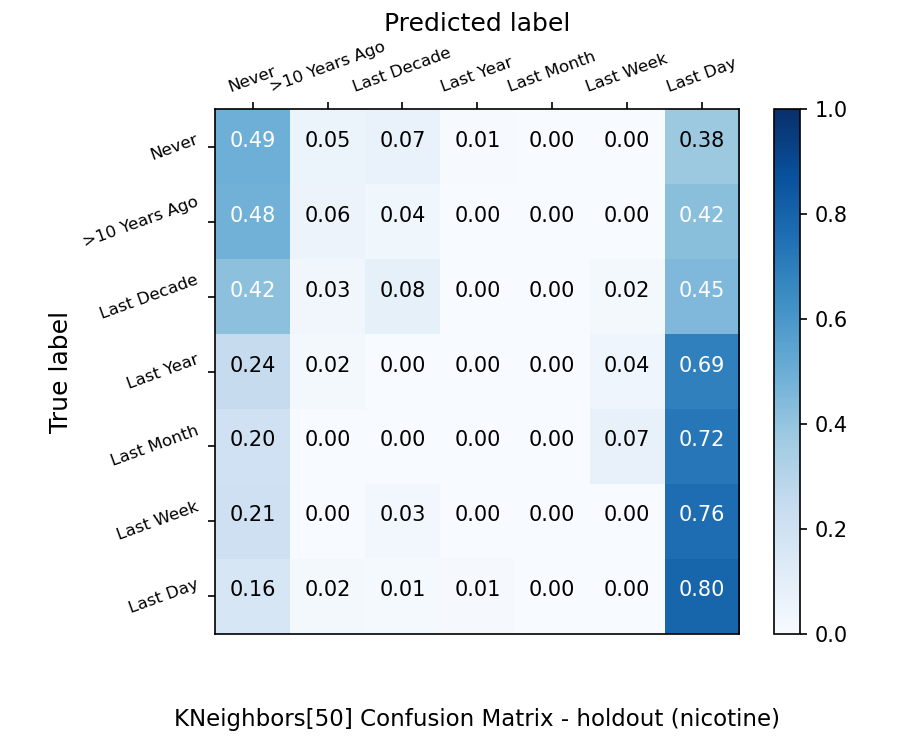 Predicted label
Never >10 Years Ago Last Decade Last Year Last Month Last Week Last Day
True label
Never 0.49 0.05 0.07 0.01 0.00 0.00 0.38
>10 Years Ago 0.48 0.06 0.04 0.00 0.00 0.00 0.42
Last Decade 0.42 0.03 0.08 0.00 0.00 0.02 0.45
Last Year 0.24 0.02 0.00 0.00 0.00 0.04 0.69
Last Month 0.20 0.00 0.00 0.00 0.00 0.07 0.72
Last Week 0.21 0.00 0.03 0.00 0.00 0.00 0.76
Last Day 0.16 0.02 0.01 0.01 0.00 0.00 0.80
1.0
0.8
0.6
0.4
0.2
0.0
KNeighbors[50] Confusion Matrix - holdout (nicotine)